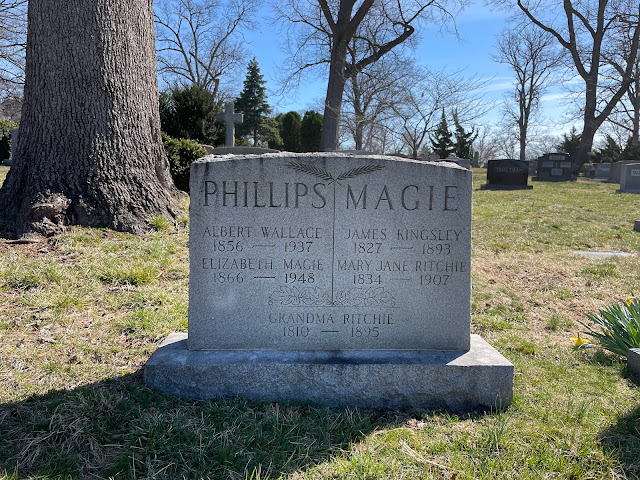 PHILLIPS MAGIE
ALBERT WALLACE
1856 — 1937
ELIZABETH MAGIE
1866 — 1948
JAMES KINGSLEY
1827 — 1893
MARY JANE RITCHIE
1834 — 1907
GRANDMA RITCHIE
1810 — 1895